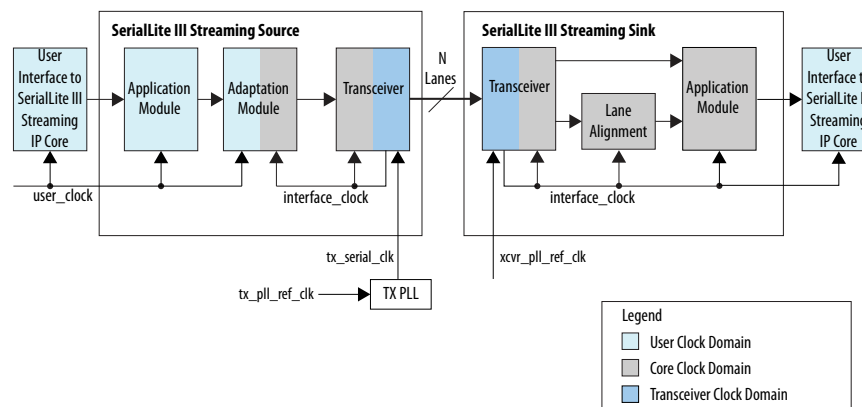 SerialLite III Streaming Source
SerialLite III Streaming Sink
User
Interface to
SerialLite III
Streaming
IP Core
Application
Module
Adaptation
Module
Transceiver
N
Lanes
Transceiver
Lane
Alignment
Application
Module
User
Interface to
SerialLite II
Streaming
IP Core
user_clock
interface_clock
interface_clock
tx_serial_clk
xcvr_pll_ref_clk
tx_pll_ref_clk
TX PLL
Legend
User Clock Domain
Core Clock Domain
Transceiver Clock Domain